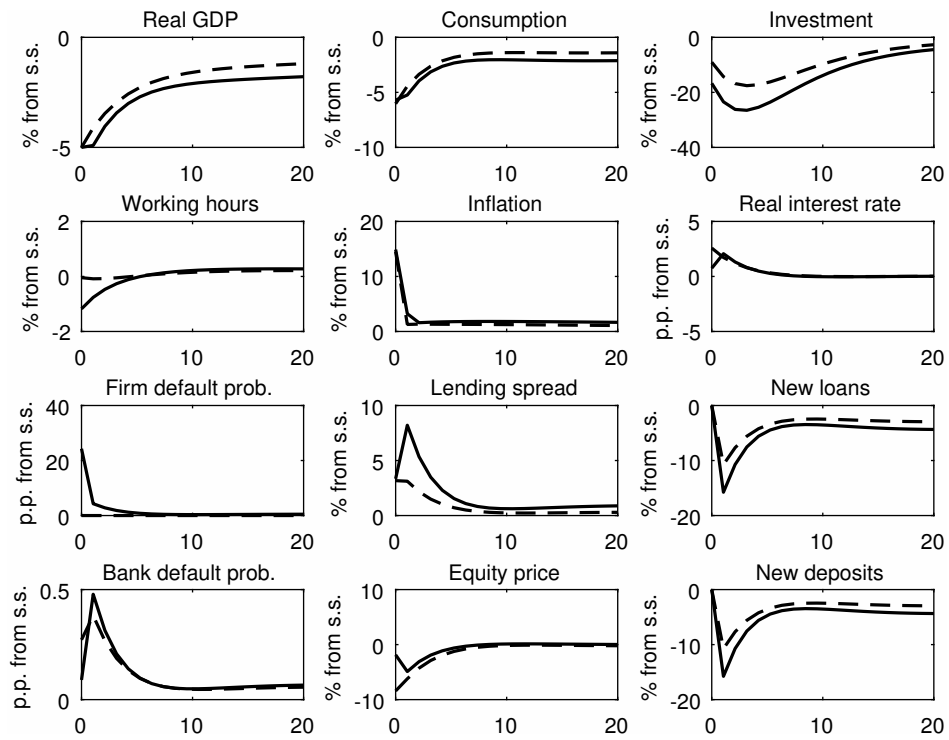 Real GDP
% from s.s.
0
-5
0 10 20
Consumption
% from s.s.
0
-5
-10
0 10 20
Investment
% from s.s.
0
-20
-40
0 10 20
Working hours
% from s.s.
2
0
-2
0 10 20
Inflation
% from s.s.
20
10
0
0 10 20
Real interest rate
p.p. from s.s.
5
0
-5
0 10 20
Firm default prob.
p.p. from s.s.
40
20
0
0 10 20
Lending spread
% from s.s.
10
5
0
0 10 20
New loans
% from s.s.
0
-10
-20
0 10 20
Bank default prob.
p.p. from s.s.
0.5
0
0 10 20
Equity price
% from s.s.
10
0
-10
0 10 20
New deposits
% from s.s.
0
-10
-20
0 10 20